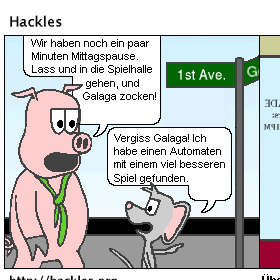 Hackles
Wir haben noch ein paar
Minuten Mittagspause.
Lass und in die Spielhalle
gehen, und
Galaga zocken!
1st Ave.
Vergiss Galaga! Ich
habe einen Automaten
mit einem viel besseren
Spiel gefunden.
http://hackles.org